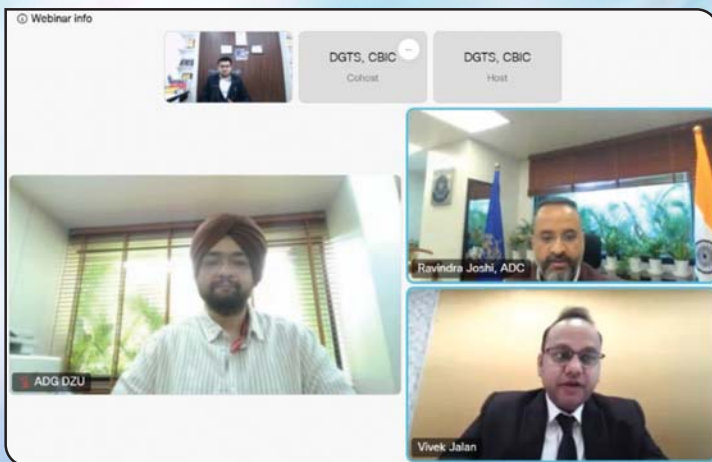 Webinar info
DGTS, CBIC
Cohost
DGTS, CBIC
Host
Ravindra Joshi, ADC
ADG DZU
Vivek Jalan